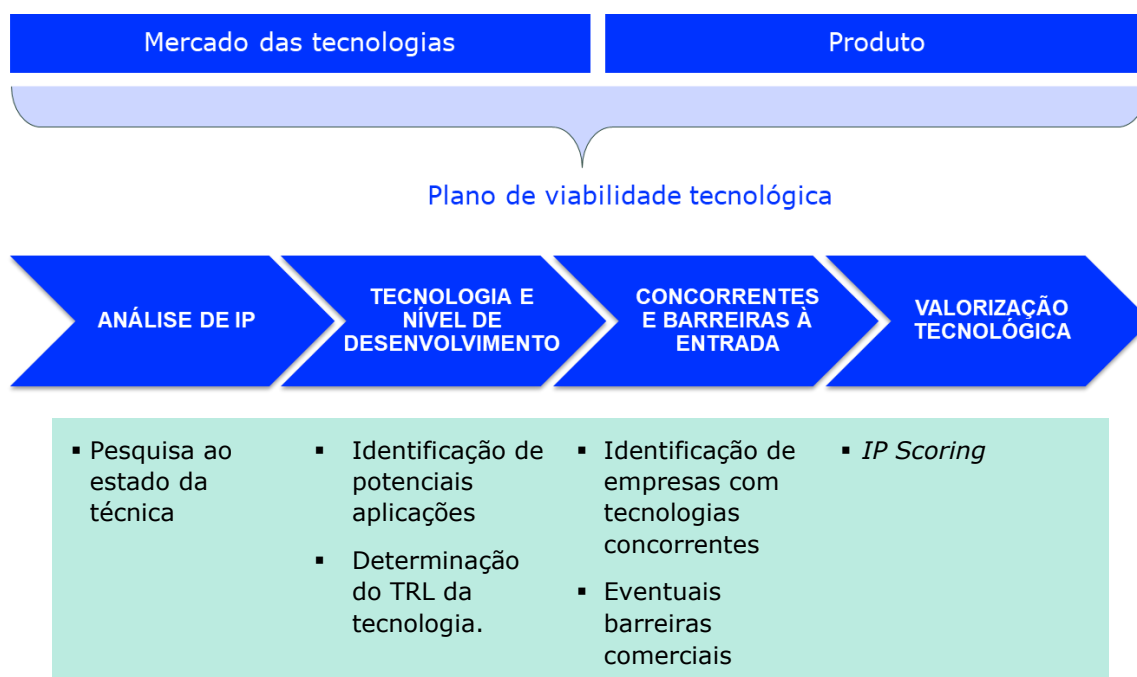 Mercado das tecnologias
Produto
Plano de viabilidade tecnológica
ANÁLISE DE IP
TECNOLOGIA E
NÍVEL DE
DESENVOLVIMENTO
CONCORRENTES
E BARREIRAS À
ENTRADA
VALORIZAÇÃO
TECNOLÓGICA
▪ Pesquisa ao
estado da
técnica
▪ Identificação de
potenciais
aplicações
▪ Determinação
do TRL da
tecnologia.
▪ Identificação de
empresas com
tecnologias
concorrentes
▪ Eventuais
barreiras
comerciais
▪ IP Scoring